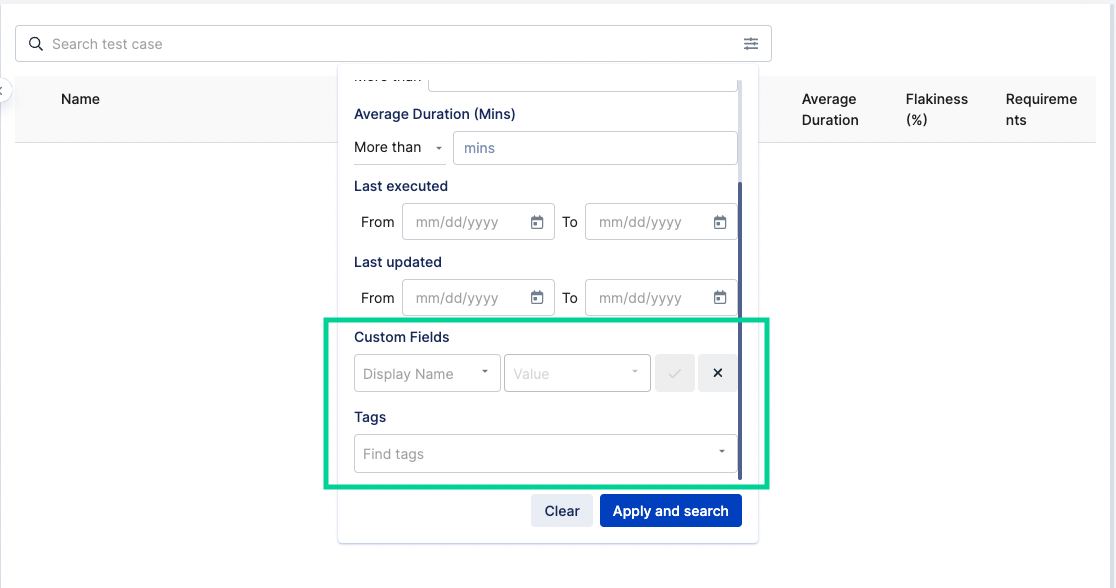 Search test case
Name
Average
Duration
Flakiness
(%)
Requireme
nts
More than
Average Duration (Mins)
More than
mins
Last executed
From
mm/dd/yyyy
To
mm/dd/yyyy
Last updated
From
mm/dd/yyyy
To
mm/dd/yyyy
Custom Fields
Display Name
Value
Tags
Find tags
Clear
Apply and search